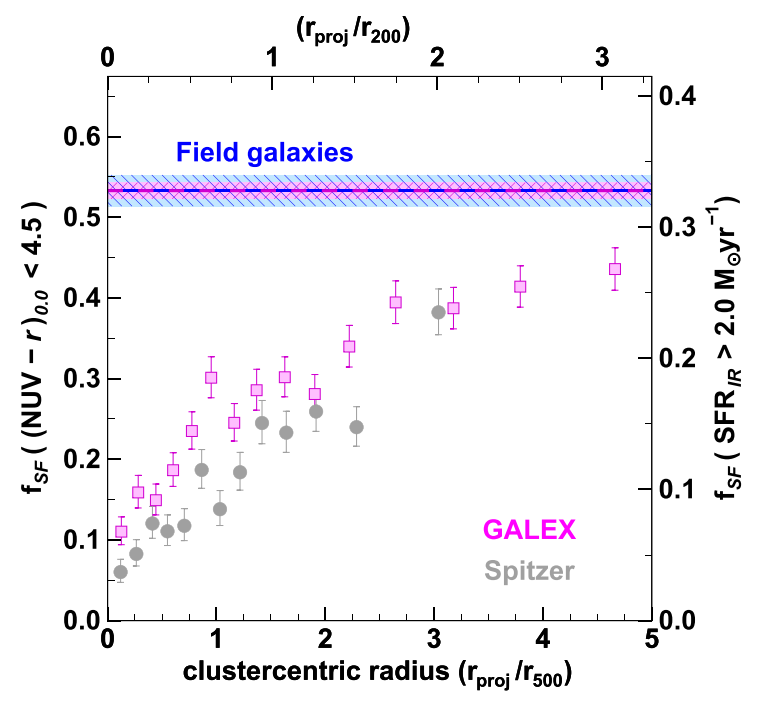 (r_proj /r_200)
0 1 2 3
0.6
0.5
0.4
0.3
0.2
0.1
0.0
f_SF ( (NUV − r )_0.0 < 4.5 )
Field galaxies
GALEX
Spitzer
0.4
0.3
0.2
0.1
0.0
f_SF ( SFR_IR > 2.0 M_⊙yr^−1 )
0 1 2 3 4 5
clustercentric radius (r_proj /r_500)